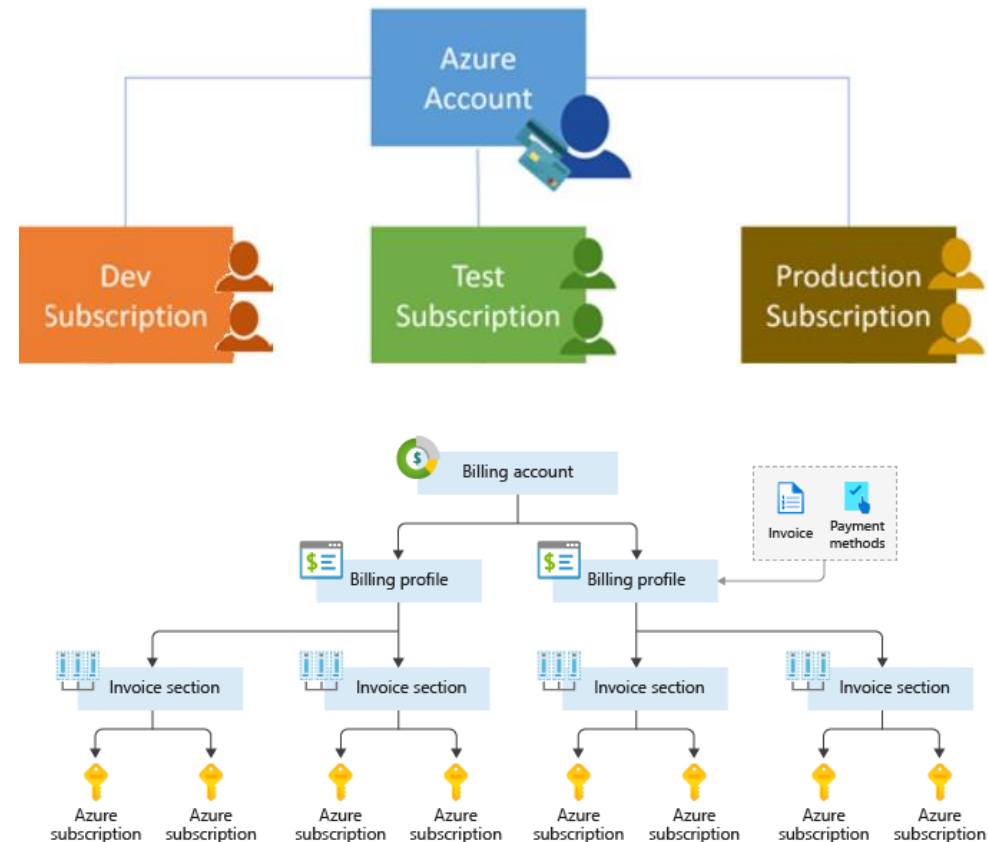 Azure
Account
Dev
Subscription
Test
Subscription
Production
Subscription
$
Billing account
Invoice
Payment
methods
$
Billing profile
$
Billing profile
Invoice section
Invoice section
Invoice section
Invoice section
Azure
subscription
Azure
subscription
Azure
subscription
Azure
subscription
Azure
subscription
Azure
subscription
Azure
subscription
Azure
subscription